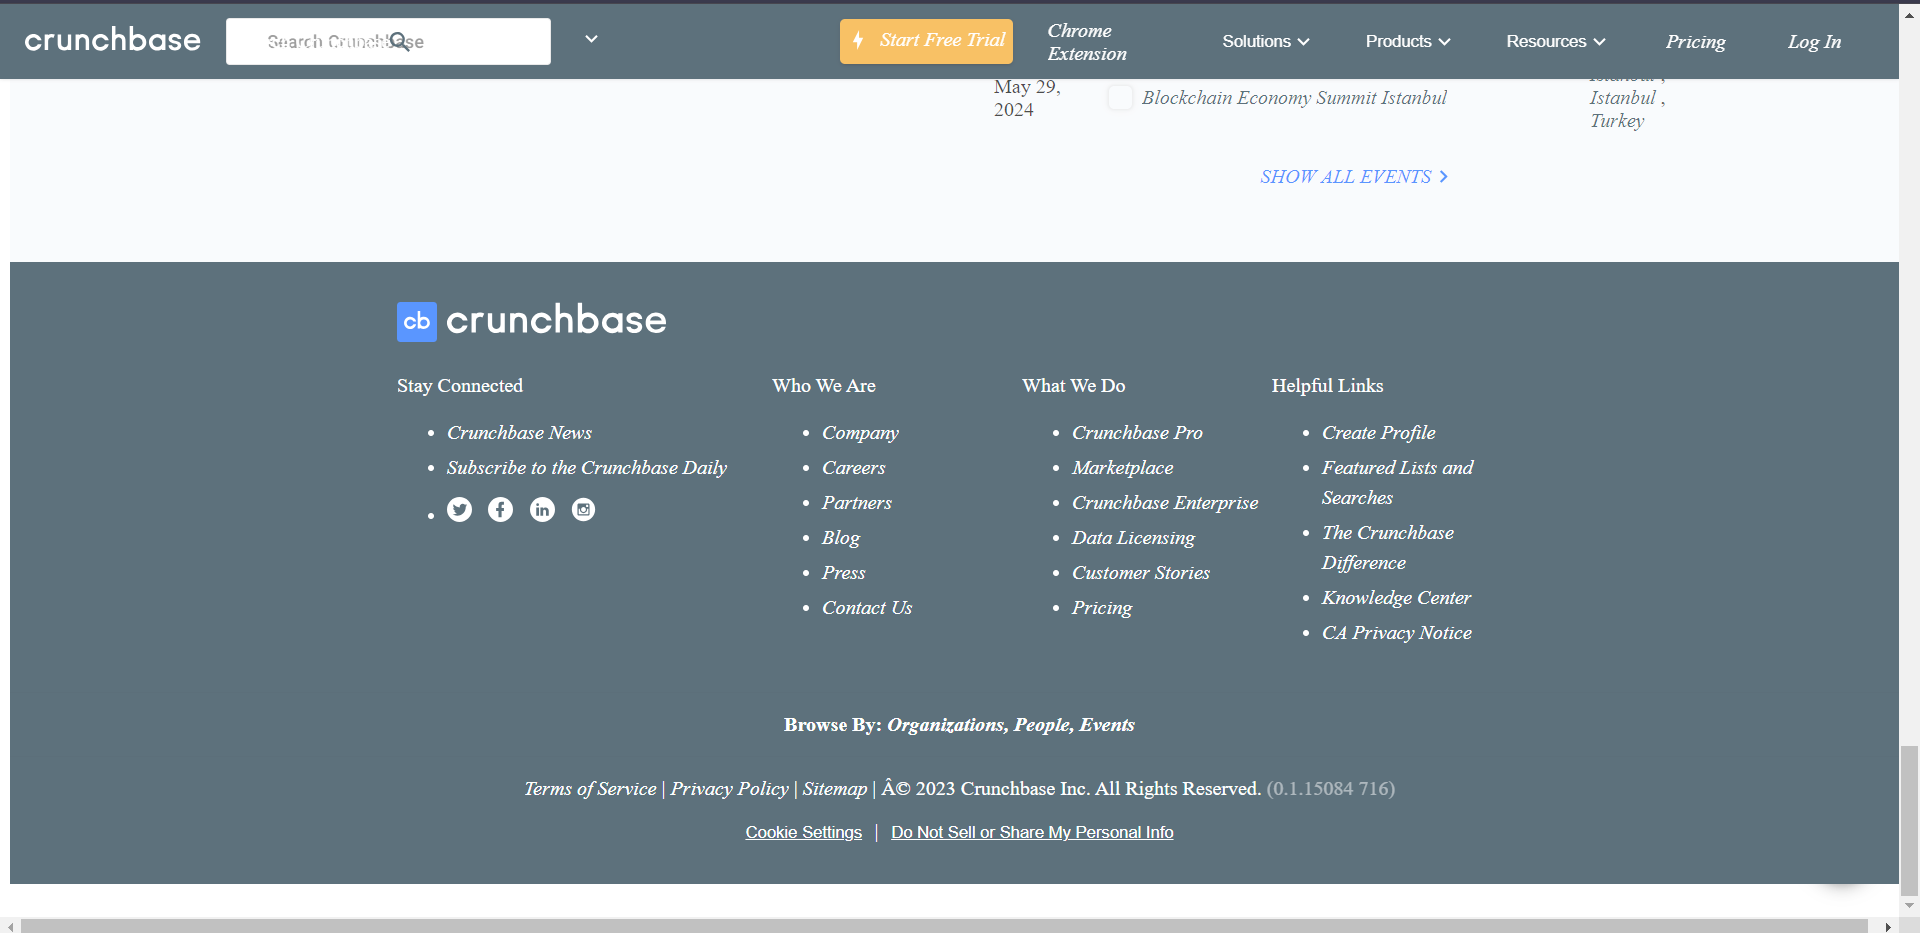 crunchbase
Search Crunchbase
Start Free Trial
Chrome
Extension
Solutions
Products
Resources
Pricing
Log In
May 29,
2024
Blockchain Economy Summit Istanbul
Istanbul ,
Istanbul ,
Turkey
SHOW ALL EVENTS
cb crunchbase
Stay Connected
• Crunchbase News
• Subscribe to the Crunchbase Daily
Who We Are
• Company
• Careers
• Partners
• Blog
• Press
• Contact Us
What We Do
• Crunchbase Pro
• Marketplace
• Crunchbase Enterprise
• Data Licensing
• Customer Stories
• Pricing
Helpful Links
• Create Profile
• Featured Lists and
Searches
• The Crunchbase
Difference
• Knowledge Center
• CA Privacy Notice
Browse By: Organizations, People, Events
Terms of Service | Privacy Policy | Sitemap | Â© 2023 Crunchbase Inc. All Rights Reserved. (0.1.15084 716)
Cookie Settings | Do Not Sell or Share My Personal Info